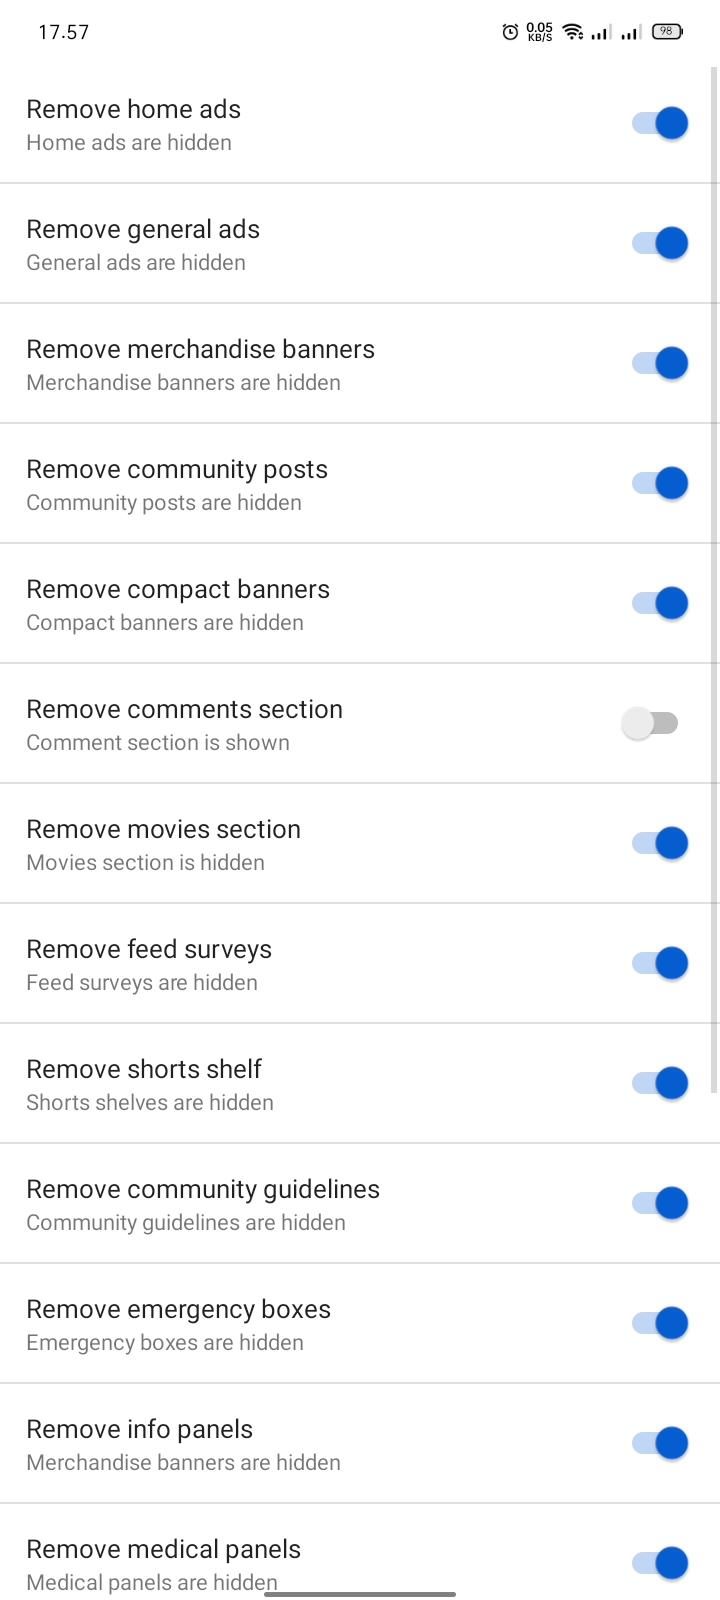 17.57
0.05
KB/S
98
Remove home ads
Home ads are hidden
Remove general ads
General ads are hidden
Remove merchandise banners
Merchandise banners are hidden
Remove community posts
Community posts are hidden
Remove compact banners
Compact banners are hidden
Remove comments section
Comment section is shown
Remove movies section
Movies section is hidden
Remove feed surveys
Feed surveys are hidden
Remove shorts shelf
Shorts shelves are hidden
Remove community guidelines
Community guidelines are hidden
Remove emergency boxes
Emergency boxes are hidden
Remove info panels
Merchandise banners are hidden
Remove medical panels
Medical panels are hidden